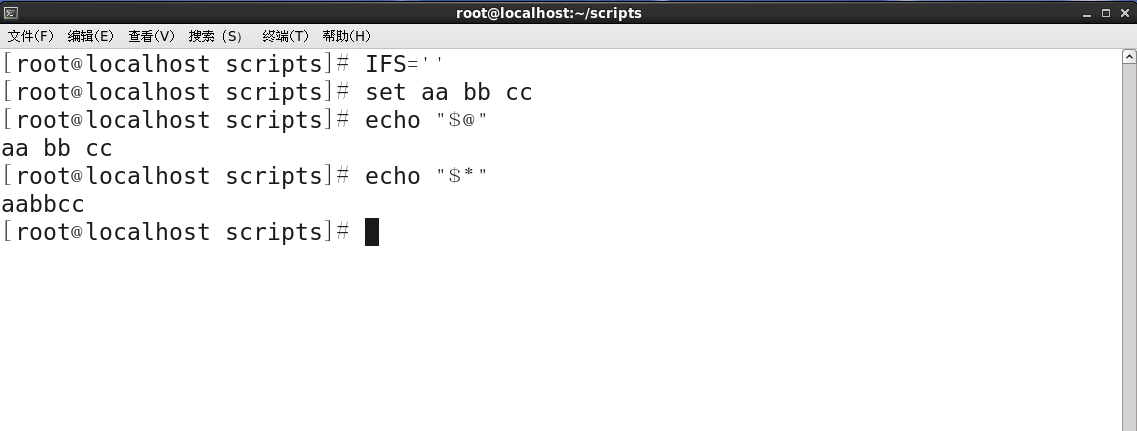 root@localhost:~/scripts
文件(F) 编辑(E) 查看(V) 搜索 (S) 终端(T) 帮助(H)
[root@localhost scripts]# IFS=''
[root@localhost scripts]# set aa bb cc
[root@localhost scripts]# echo "$@"
aa bb cc
[root@localhost scripts]# echo "$*"
aabbcc
[root@localhost scripts]#